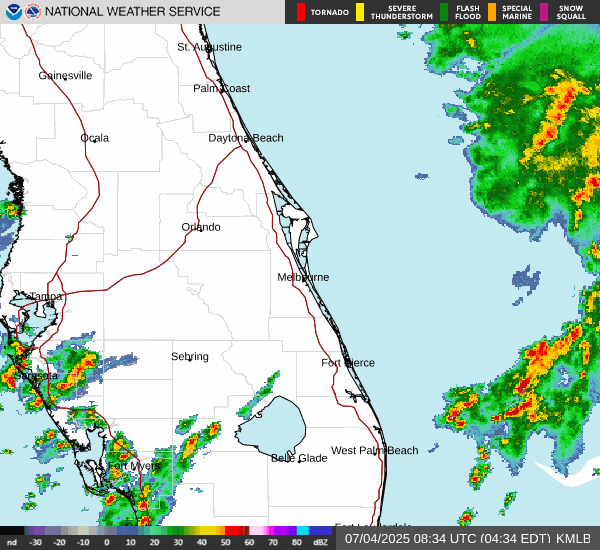 NATIONAL WEATHER SERVICE
TORNADO
SEVERE THUNDERSTORM
FLASH FLOOD
SPECIAL MARINE
SNOW SQUALL
St. Augustine
Gainesville
Palm Coast
Ocala
Daytona Beach
Orlando
Melbourne
Tampa
Sebring
Fort Pierce
Sarasota
West Palm Beach
Belle Glade
Fort Myers
Fort Lauderdale
nd -30 -20 -10 0 10 20 30 40 50 60 70 80 dBZ
07/04/2025 08:34 UTC (04:34 EDT) KMLB